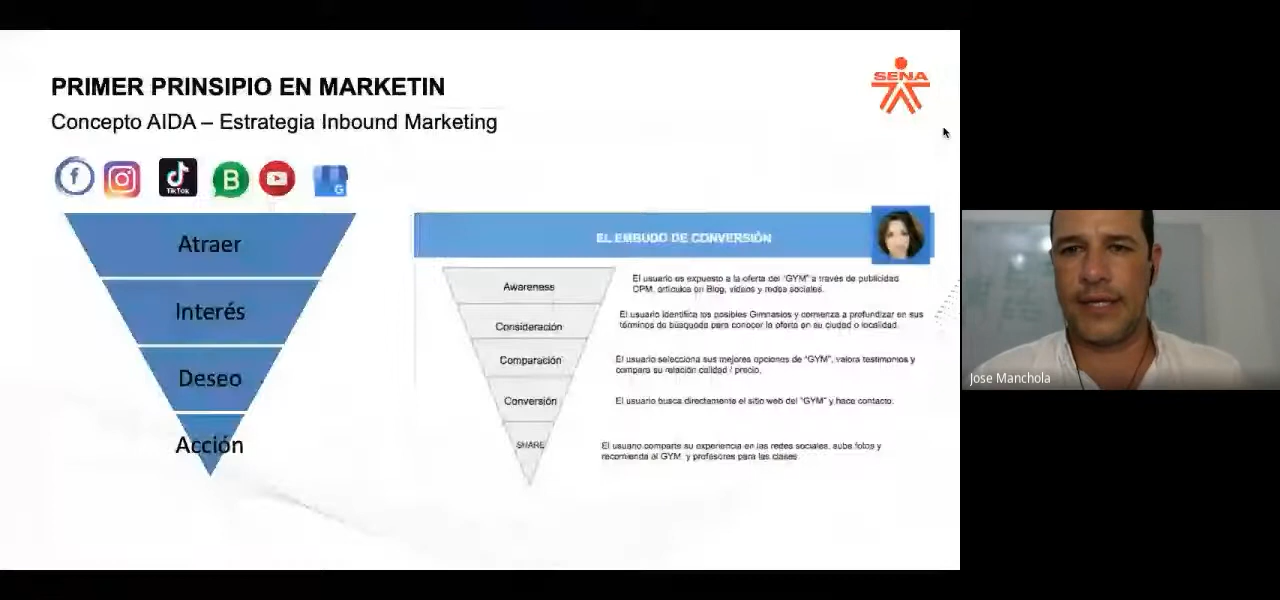 PRIMER PRINSIPIO EN MARKETIN
SENA
Concepto AIDA – Estrategia Inbound Marketing
f
TikTok
B
G
Atraer
Interés
Deseo
Acción
EL EMBUDO DE CONVERSIÓN
Awareness
El usuario es expuesto a la oferta del "GYM" a través de publicidad
CPM, artículos en Blog, videos y redes sociales.
Consideración
El usuario identifica los posibles Gimnasios y comienza a profundizar en sus
términos de búsqueda para conocer la oferta en su ciudad o localidad.
Comparación
El usuario selecciona sus mejores opciones de "GYM", valora testimonios y
compara su relación calidad / precio.
Conversión
El usuario busca directamente el sitio web del "GYM" y hace contacto.
SHARE
El usuario comparte su experiencia en las redes sociales, sube fotos y
recomienda al GYM, y profesores para las clases
Jose Manchola